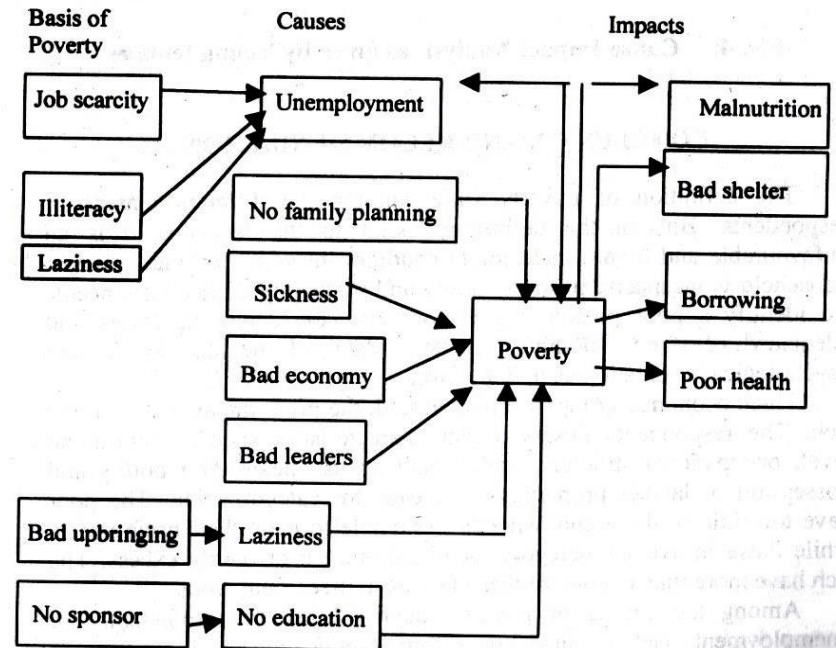 Basis of
Poverty
Causes
Impacts
Job scarcity
Unemployment
Malnutrition
Illiteracy
No family planning
Bad shelter
Laziness
Sickness
Borrowing
Bad economy
Poverty
Poor health
Bad leaders
Bad upbringing
Laziness
No sponsor
No education